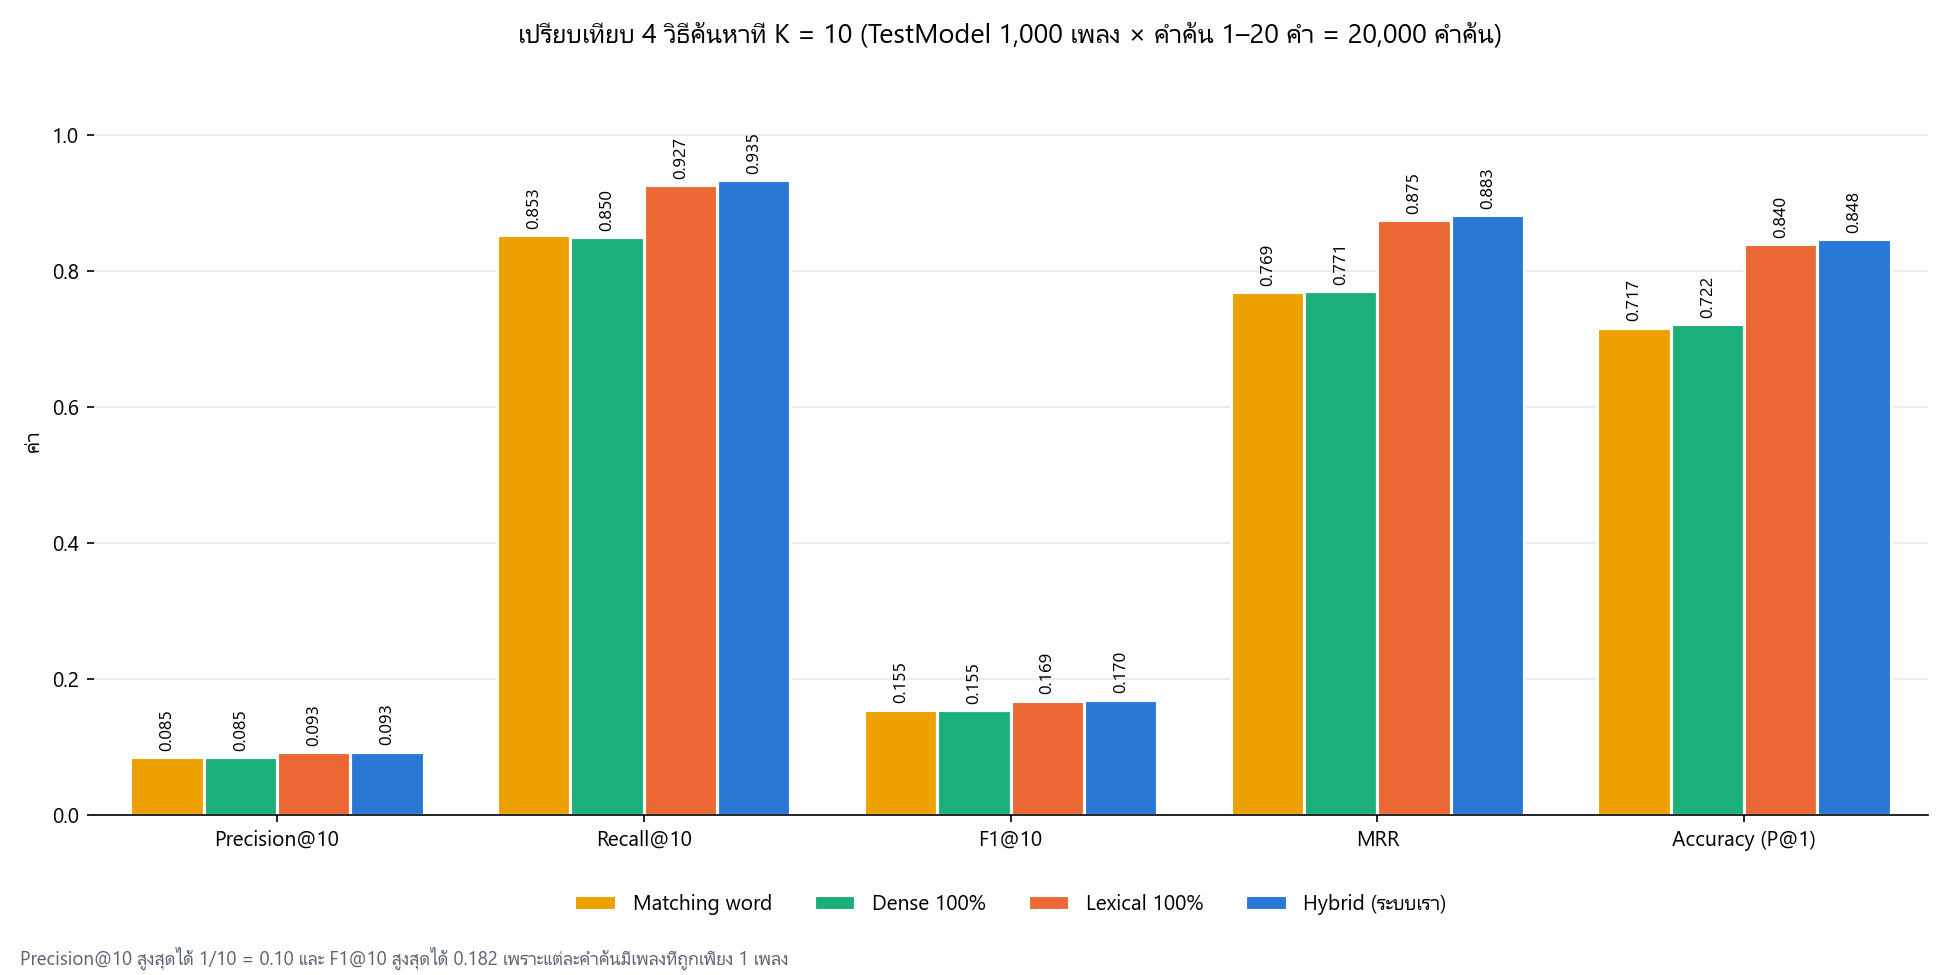 เปรียบเทียบ 4 วิธีค้นหาที่ K = 10 (TestModel 1,000 เพลง × คำค้น 1–20 คำ = 20,000 คำค้น)
ค่า
1.0
0.8
0.6
0.4
0.2
0.0
0.085
0.085
0.093
0.093
0.853
0.850
0.927
0.935
0.155
0.155
0.169
0.170
0.769
0.771
0.875
0.883
0.717
0.722
0.840
0.848
Precision@10
Recall@10
F1@10
MRR
Accuracy (P@1)
Matching word
Dense 100%
Lexical 100%
Hybrid (ระบบเรา)
Precision@10 สูงสุดได้ 1/10 = 0.10 และ F1@10 สูงสุดได้ 0.182 เพราะแต่ละคำค้นมีเพลงที่ถูกเพียง 1 เพลง